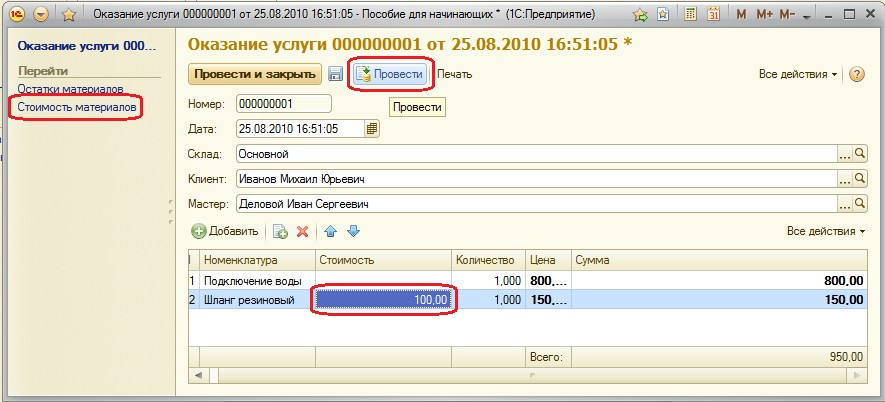 Оказание услуги 000000001 от 25.08.2010 16:51:05 - Пособие для начинающих * (1С:Предприятие)
M M+ M-
Оказание услуги 000...
Перейти
Остатки материалов
Стоимость материалов
Оказание услуги 000000001 от 25.08.2010 16:51:05 *
Провести и закрыть Провести Печать Все действия
Номер: 000000001
Провести
Дата: 25.08.2010 16:51:05
Склад: Основной
Клиент: Иванов Михаил Юрьевич
Мастер: Деловой Иван Сергеевич
Добавить Все действия
Номенклатура Стоимость Количество Цена Сумма
1 Подключение воды 1,000 800,... 800,00
2 Шланг резиновый 100,00 1,000 150,... 150,00
Всего: 950,00